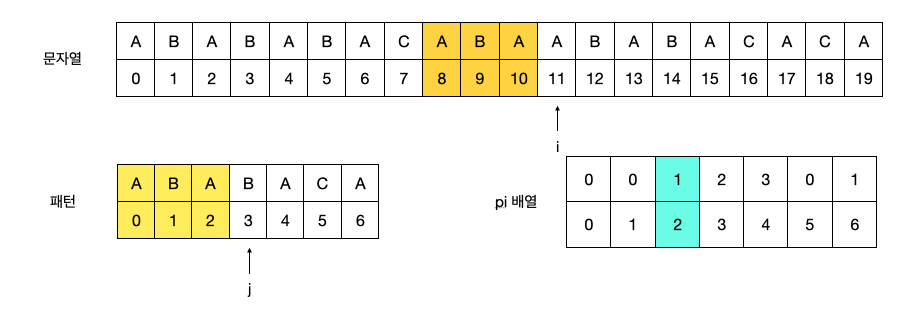 문자열 A B A B A B A C A B A A B A B A C A C A
0 1 2 3 4 5 6 7 8 9 10 11 12 13 14 15 16 17 18 19
i
패턴 A B A B A C A
0 1 2 3 4 5 6
j
pi 배열 0 0 1 2 3 0 1
0 1 2 3 4 5 6